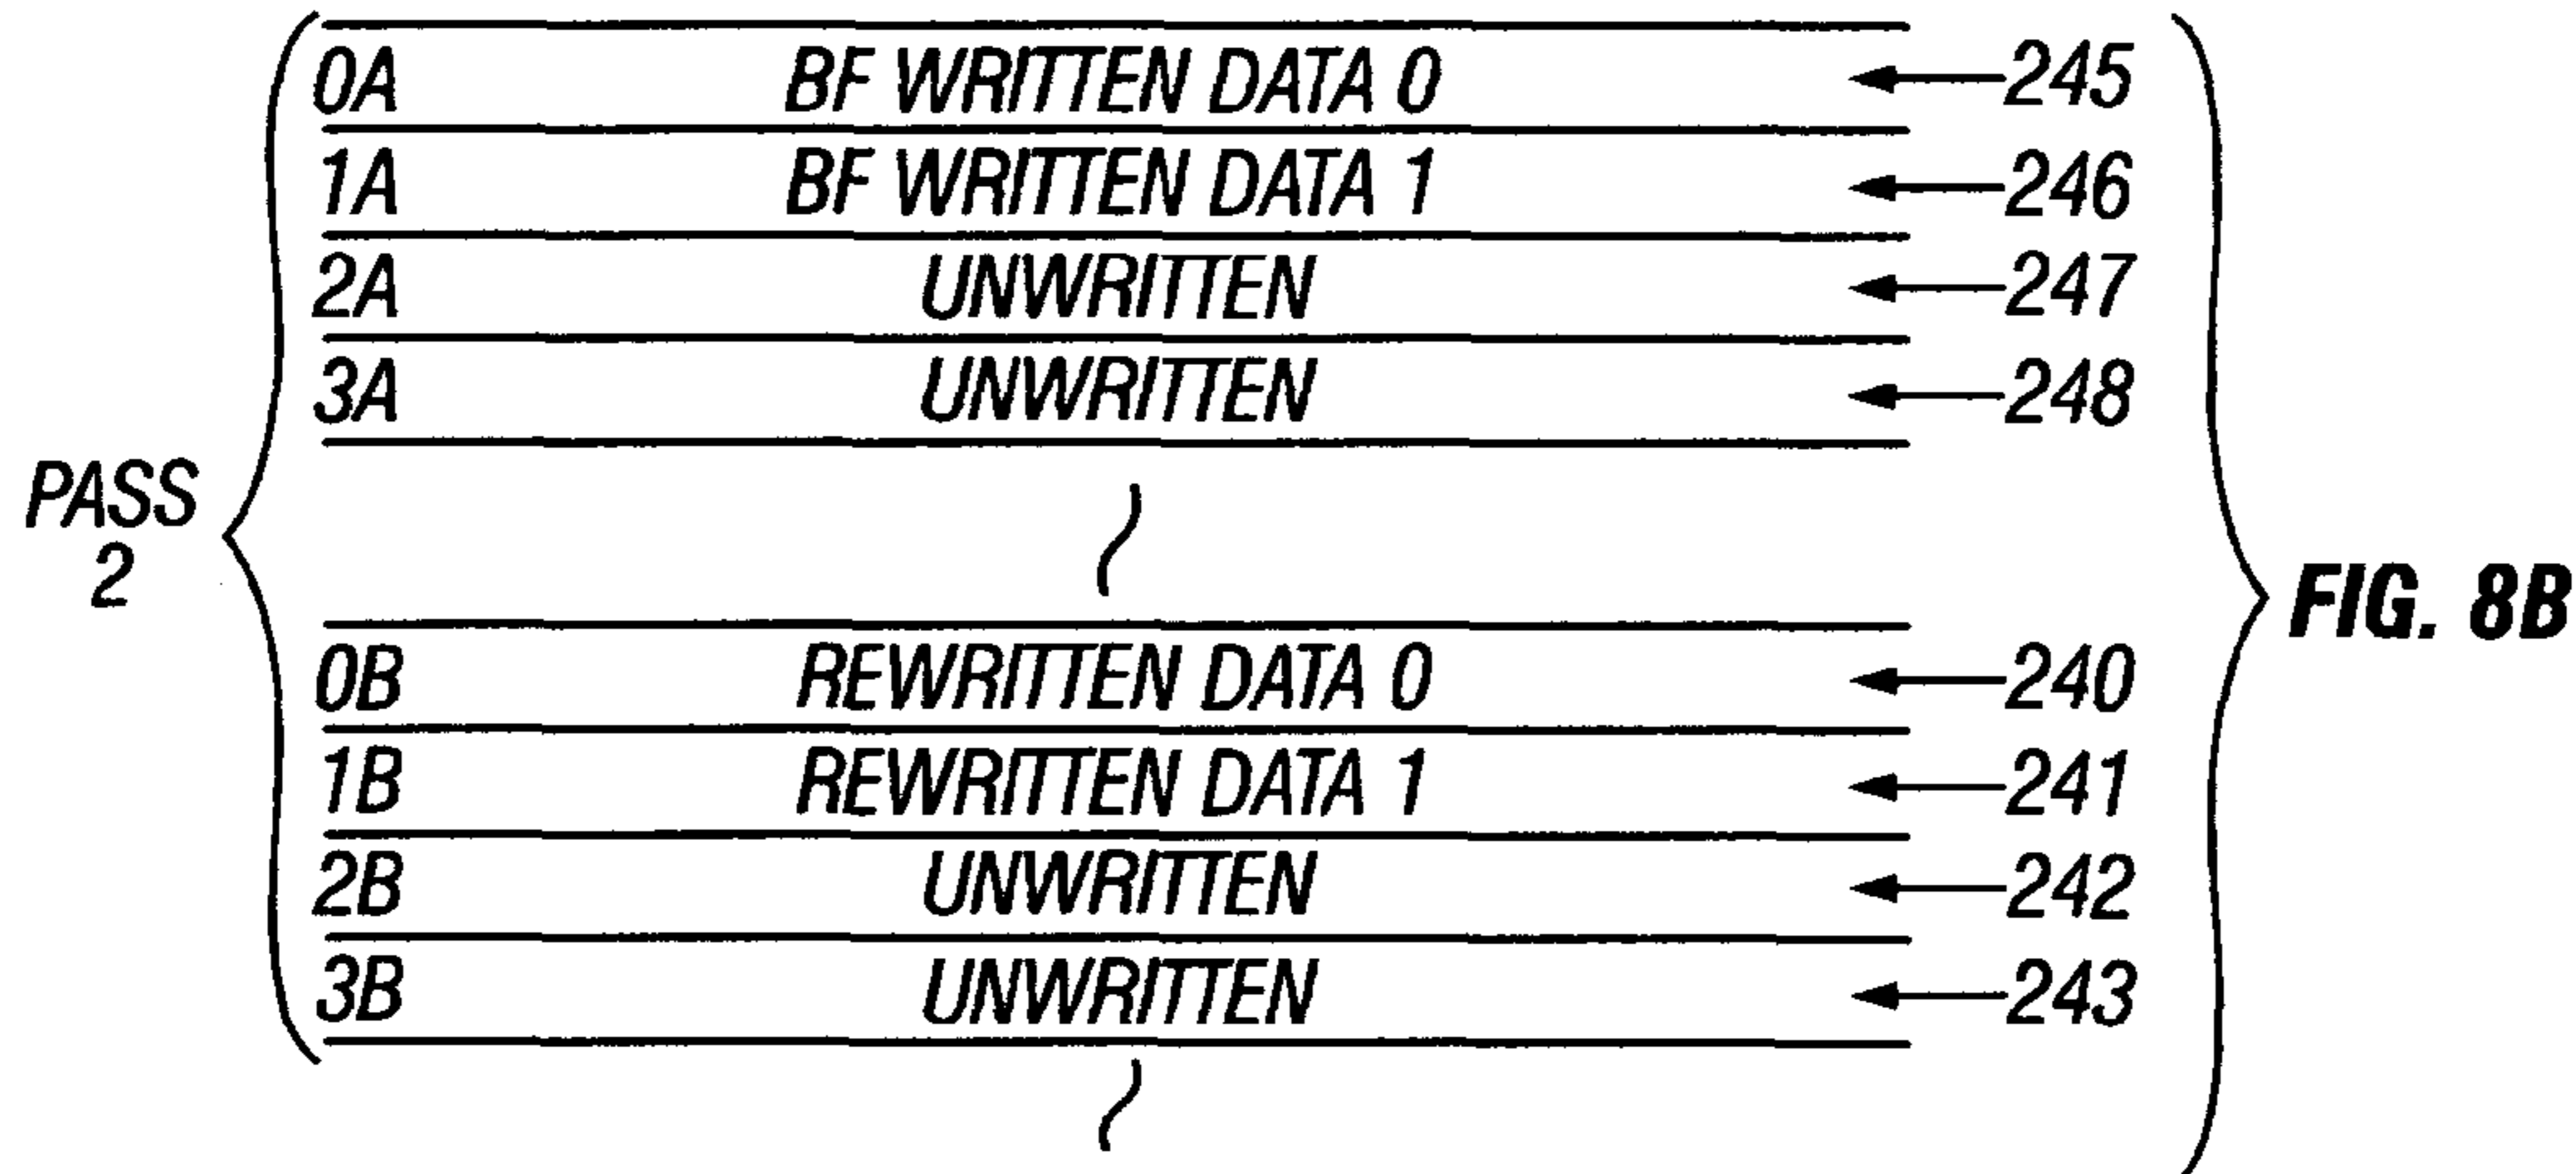 0A BF WRITTEN DATA 0 245
1A BF WRITTEN DATA 1 246
2A UNWRITTEN 247
3A UNWRITTEN 248
PASS
2
0B REWRITTEN DATA 0 240
1B REWRITTEN DATA 1 241
2B UNWRITTEN 242
3B UNWRITTEN 243
FIG. 8B